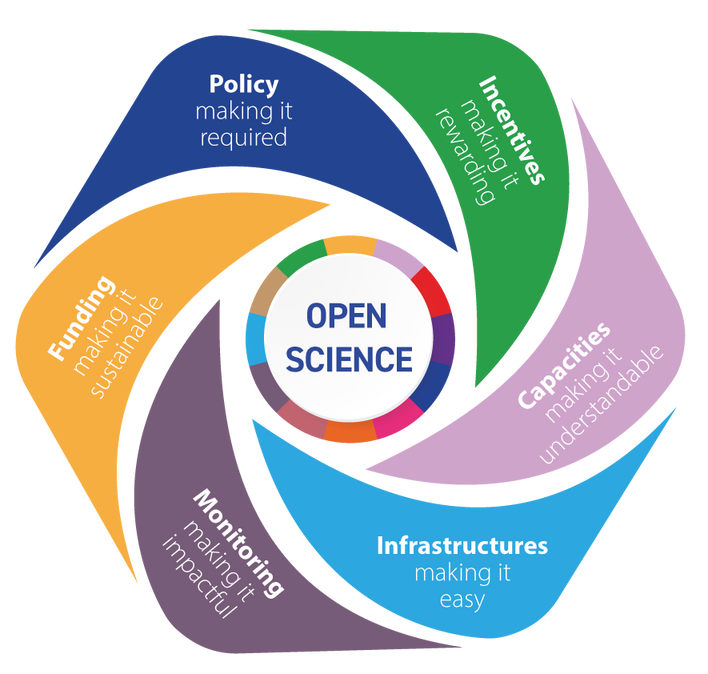 Policy
making it
required
Incentives
making it
rewarding
Capacities
making it
understandable
Infrastructures
making it
easy
Monitoring
making it
impactful
Funding
making it
sustainable
OPEN
SCIENCE